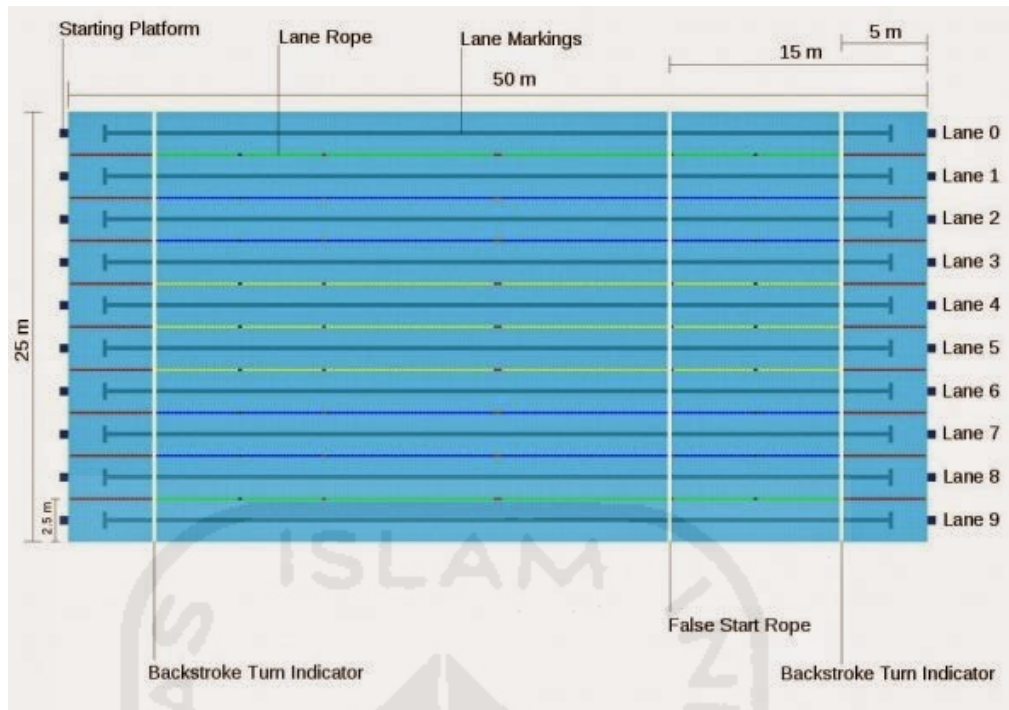 Starting Platform
Lane Rope
Lane Markings
5 m
15 m
50 m
25 m
2.5 m
Lane 0
Lane 1
Lane 2
Lane 3
Lane 4
Lane 5
Lane 6
Lane 7
Lane 8
Lane 9
False Start Rope
Backstroke Turn Indicator
Backstroke Turn Indicator
ISLAM